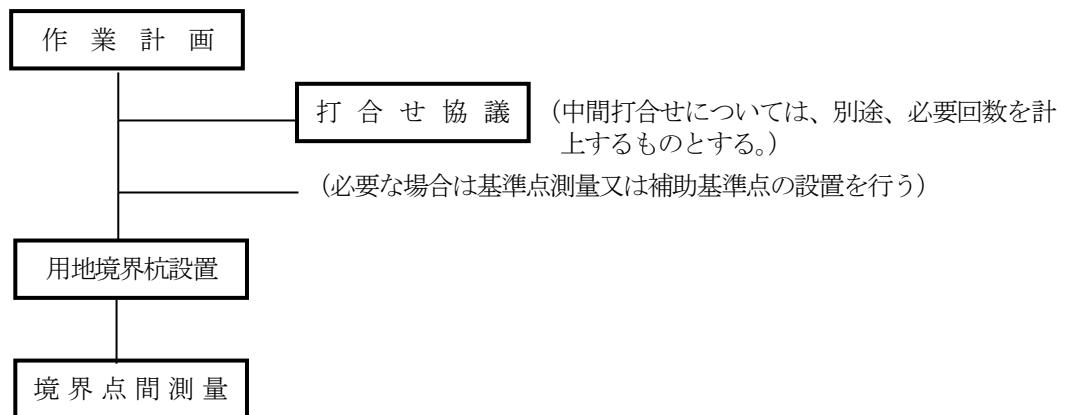 作業計画
打合せ協議
（中間打合せについては、別途、必要回数を計
上するものとする。）
（必要な場合は基準点測量又は補助基準点の設置を行う）
用地境界杭設置
境界点間測量